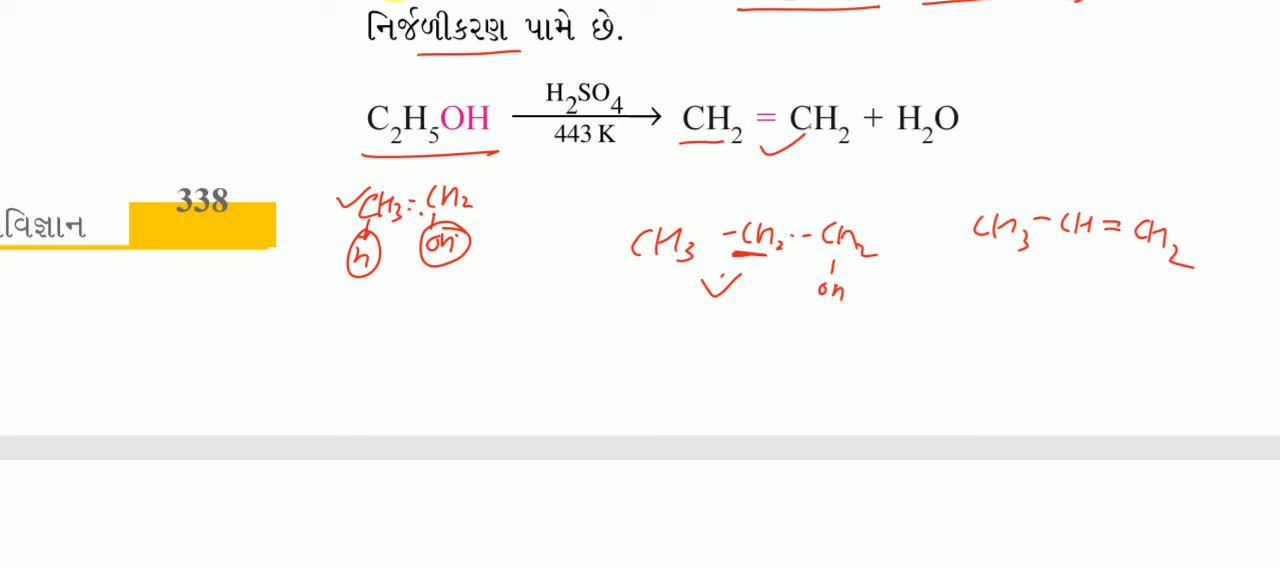 નિર્જળીકરણ પામે છે.
C₂H₅OH —H₂SO₄ / 443 K→ CH₂ = CH₂ + H₂O
338
વિજ્ઞાન
CH₃ = CH₂
h oh
CH₃ - CH₂ - CH₂
oh
CH₃ - CH = CH₂